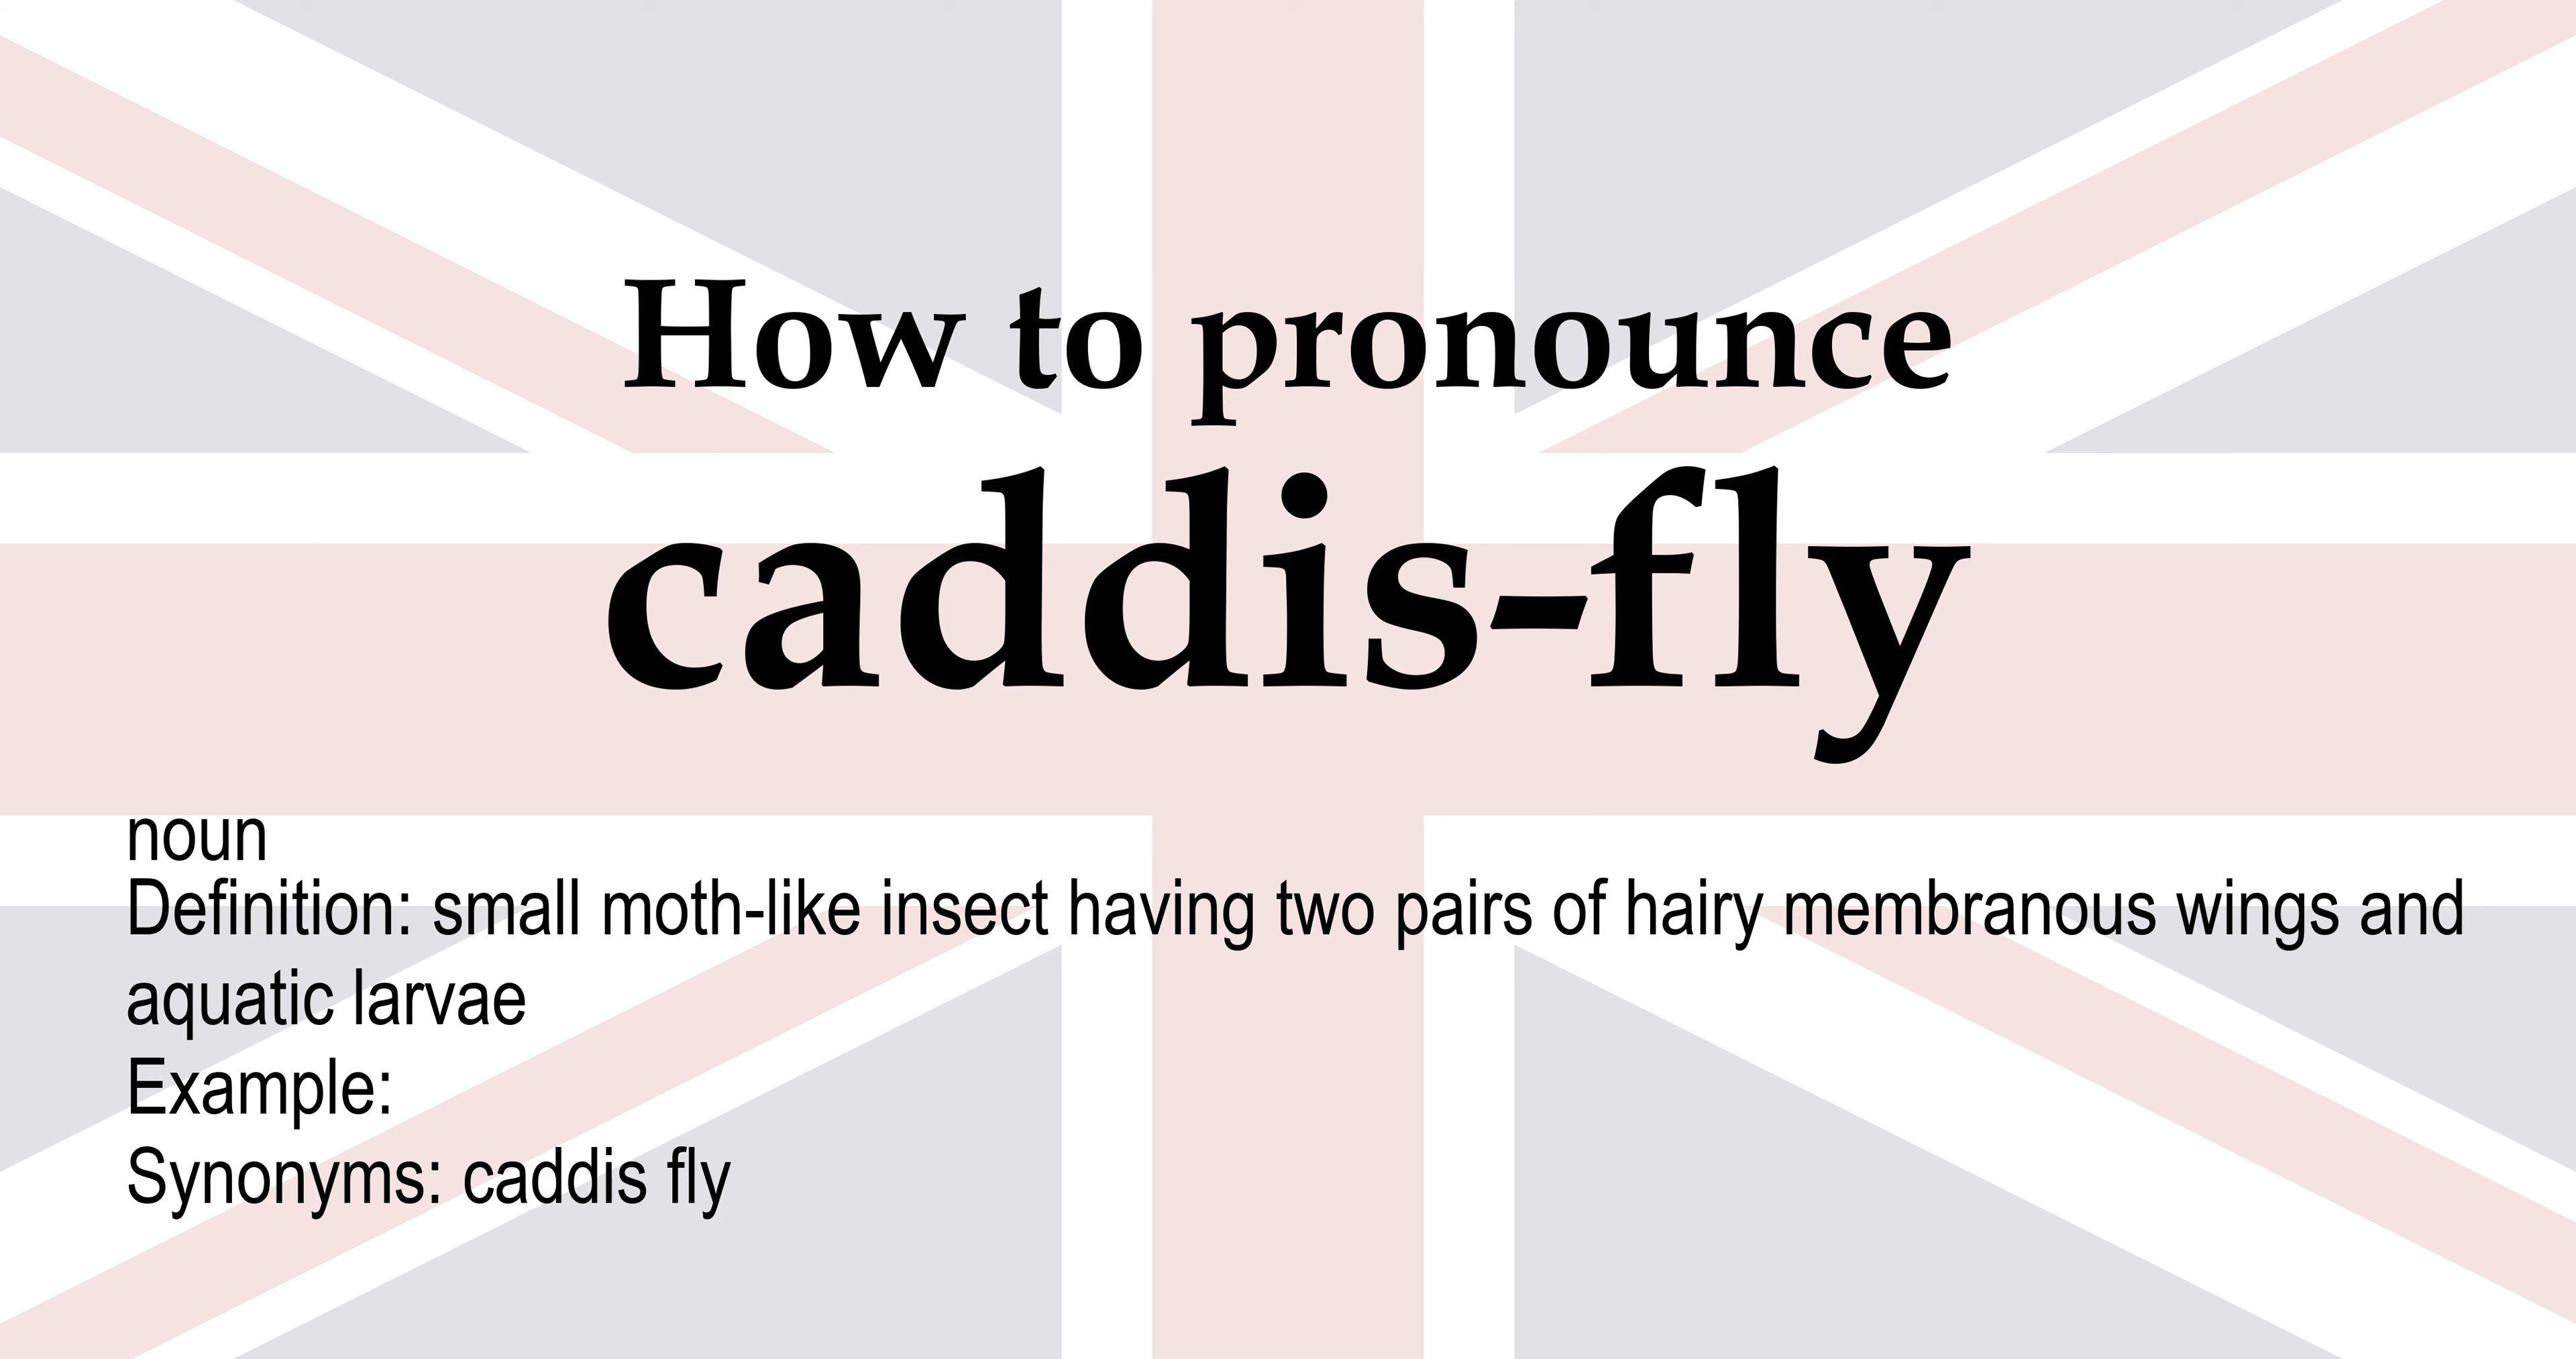 How to pronounce
caddis-fly
noun
Definition: small moth-like insect having two pairs of hairy membranous wings and
aquatic larvae
Example:
Synonyms: caddis fly